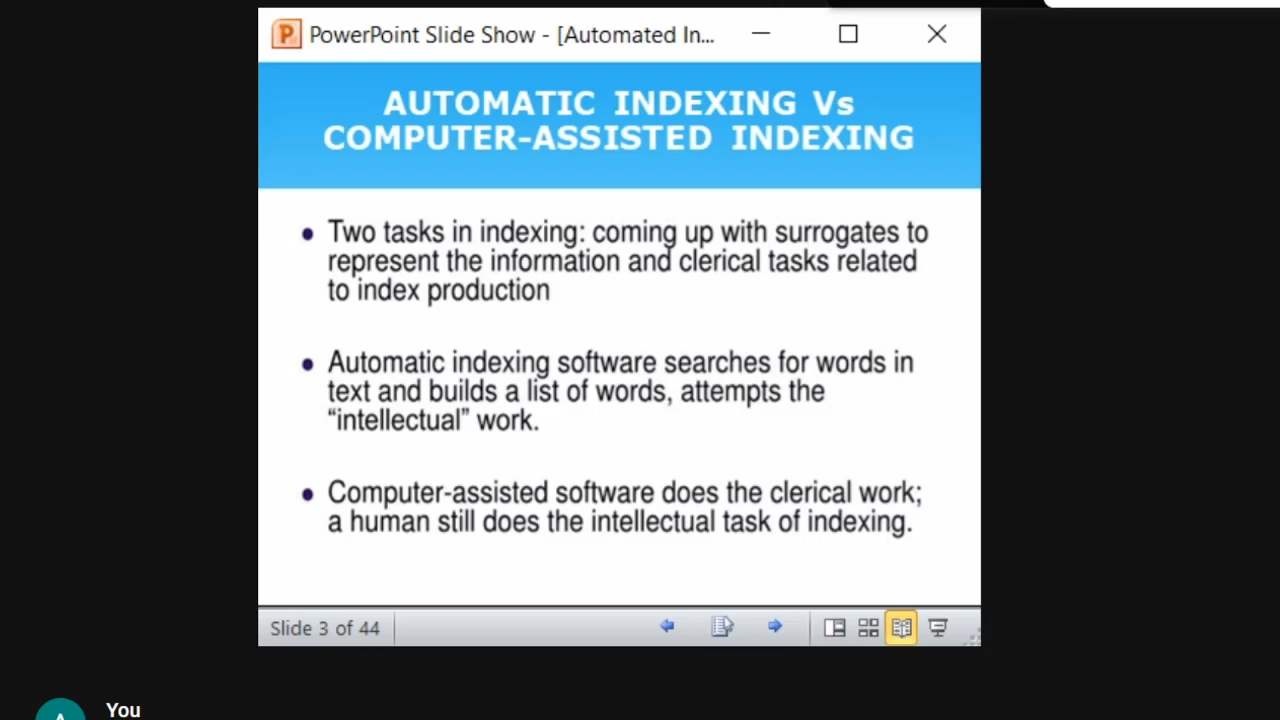 PowerPoint Slide Show - [Automated In...
AUTOMATIC INDEXING Vs
COMPUTER-ASSISTED INDEXING
• Two tasks in indexing: coming up with surrogates to
represent the information and clerical tasks related
to index production
• Automatic indexing software searches for words in
text and builds a list of words, attempts the
“intellectual” work.
• Computer-assisted software does the clerical work;
a human still does the intellectual task of indexing.
Slide 3 of 44
A
You